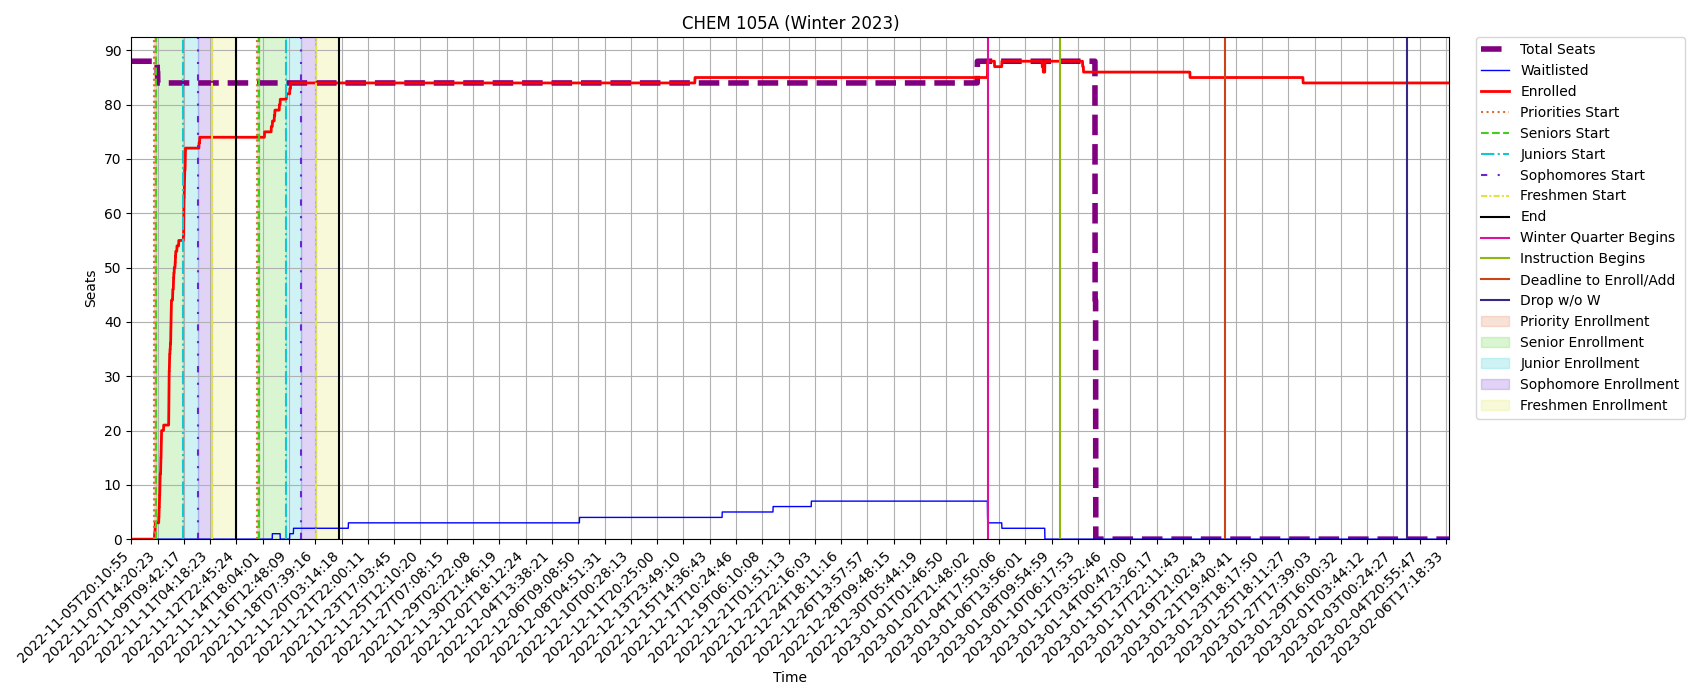 CHEM 105A (Winter 2023)
Seats
90
80
70
60
50
40
30
20
10
0
2022-11-05T20:10:55
2022-11-07T14:20:23
2022-11-09T09:42:17
2022-11-11T04:18:23
2022-11-12T22:45:24
2022-11-14T18:04:01
2022-11-16T12:48:09
2022-11-18T07:39:16
2022-11-20T03:14:18
2022-11-21T22:00:11
2022-11-23T17:03:45
2022-11-25T12:10:20
2022-11-27T07:08:15
2022-11-29T02:22:08
2022-11-30T21:46:19
2022-12-02T18:12:24
2022-12-04T13:38:21
2022-12-06T09:08:50
2022-12-08T04:51:31
2022-12-10T00:28:13
2022-12-11T20:25:00
2022-12-13T23:49:10
2022-12-15T14:36:43
2022-12-17T10:24:46
2022-12-19T06:10:08
2022-12-21T01:51:13
2022-12-22T22:16:03
2022-12-24T18:11:16
2022-12-26T13:57:57
2022-12-28T09:48:15
2022-12-30T05:44:19
2023-01-01T01:46:50
2023-01-02T21:48:02
2023-01-04T17:50:06
2023-01-06T13:56:01
2023-01-08T09:54:59
2023-01-10T06:17:53
2023-01-12T03:52:46
2023-01-14T00:47:00
2023-01-15T23:26:17
2023-01-17T22:11:43
2023-01-19T21:02:43
2023-01-21T19:40:41
2023-01-23T18:17:50
2023-01-25T18:11:27
2023-01-27T17:39:03
2023-01-29T16:00:32
2023-02-01T03:44:12
2023-02-03T00:24:27
2023-02-04T20:55:47
2023-02-06T17:18:33
Time
Total Seats
Waitlisted
Enrolled
Priorities Start
Seniors Start
Juniors Start
Sophomores Start
Freshmen Start
End
Winter Quarter Begins
Instruction Begins
Deadline to Enroll/Add
Drop w/o W
Priority Enrollment
Senior Enrollment
Junior Enrollment
Sophomore Enrollment
Freshmen Enrollment